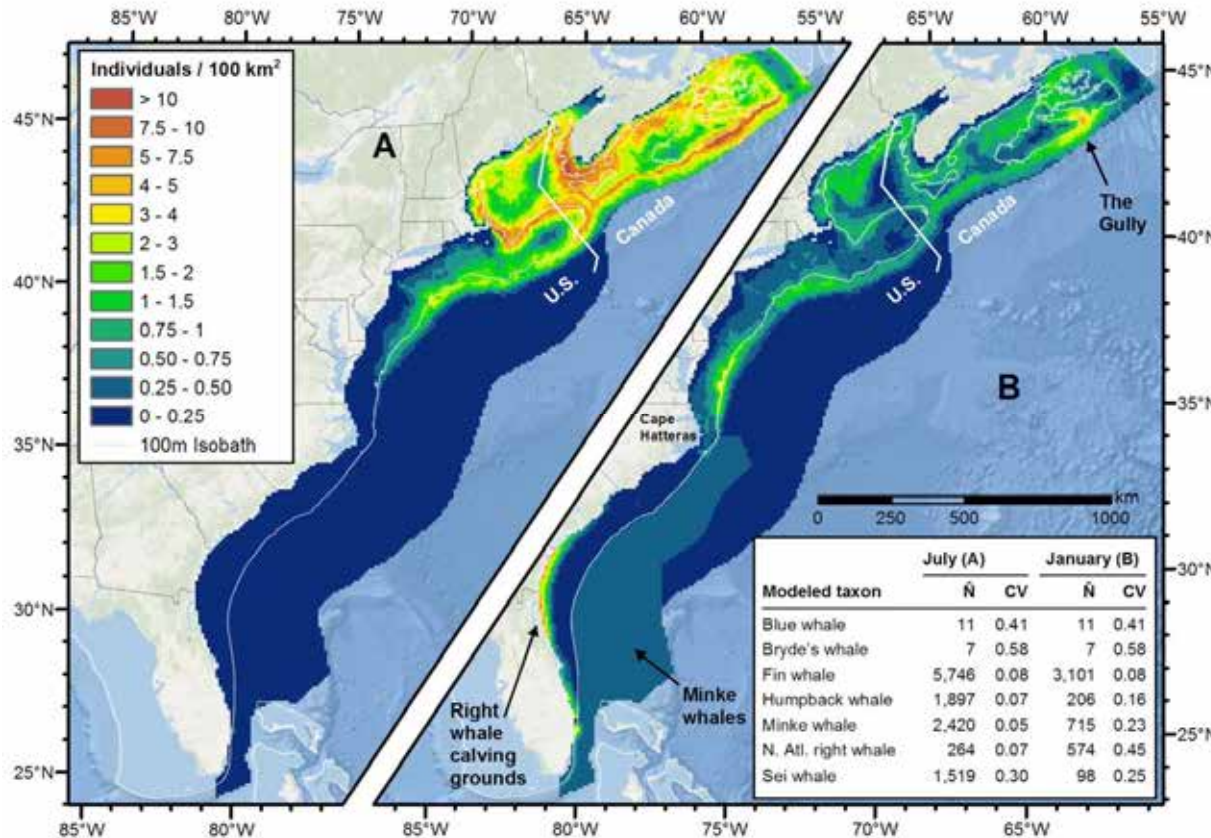 85°W 80°W 75°W 70°W 65°W 60°W 65°W 60°W 55°W
Individuals / 100 km²
> 10
7.5 - 10
5 - 7.5
4 - 5
3 - 4
2 - 3
1.5 - 2
1 - 1.5
0.75 - 1
0.50 - 0.75
0.25 - 0.50
0 - 0.25
100m Isobath
A
Canada
U.S.
45°N
40°N
35°N
30°N
25°N
B
Canada
U.S.
The
Gully
Cape
Hatteras
km
0 250 500 1000
Right
whale
calving
grounds
Minke
whales
45°N
40°N
35°N
30°N
25°N
July (A) January (B)
Modeled taxon N̂ CV N̂ CV
Blue whale 11 0.41 11 0.41
Bryde's whale 7 0.58 7 0.58
Fin whale 5,746 0.08 3,101 0.08
Humpback whale 1,897 0.07 206 0.16
Minke whale 2,420 0.05 715 0.23
N. Atl. right whale 264 0.07 574 0.45
Sei whale 1,519 0.30 98 0.25
85°W 80°W 85°W 80°W 75°W 70°W 65°W